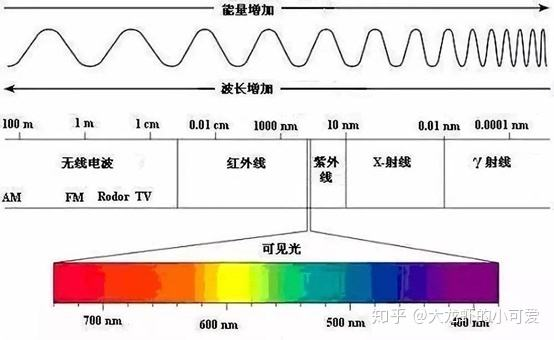 能量增加
波长增加
100 m 1 m 1 cm 0.01 cm 1000 nm 10 nm 0.01 nm 0.0001 nm
无线电波 红外线 紫外线 X-射线 γ射线
AM FM Rodor TV
可见光
700 nm 600 nm 500 nm 400 nm
知乎 @大龙虾的小可爱